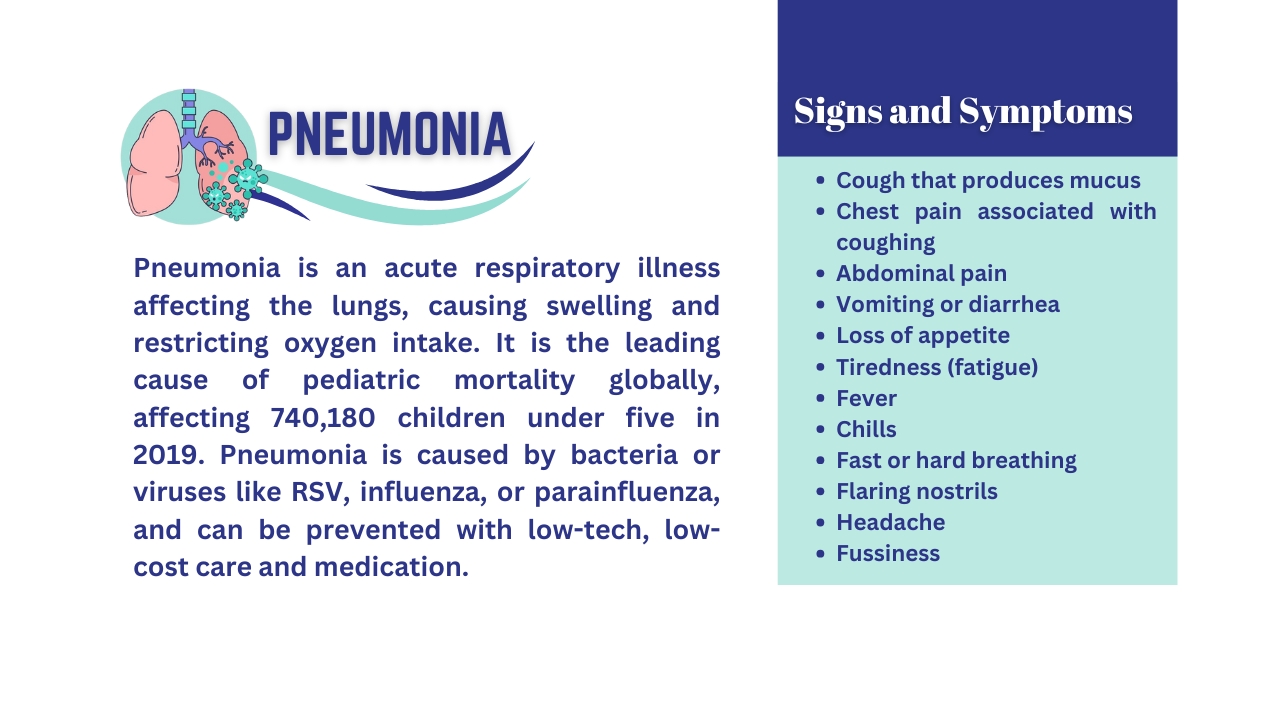 PNEUMONIA
Pneumonia is an acute respiratory illness
affecting the lungs, causing swelling and
restricting oxygen intake. It is the leading
cause of pediatric mortality globally,
affecting 740,180 children under five in
2019. Pneumonia is caused by bacteria or
viruses like RSV, influenza, or parainfluenza,
and can be prevented with low-tech, low-
cost care and medication.
Signs and Symptoms
• Cough that produces mucus
• Chest pain associated with
coughing
• Abdominal pain
• Vomiting or diarrhea
• Loss of appetite
• Tiredness (fatigue)
• Fever
• Chills
• Fast or hard breathing
• Flaring nostrils
• Headache
• Fussiness